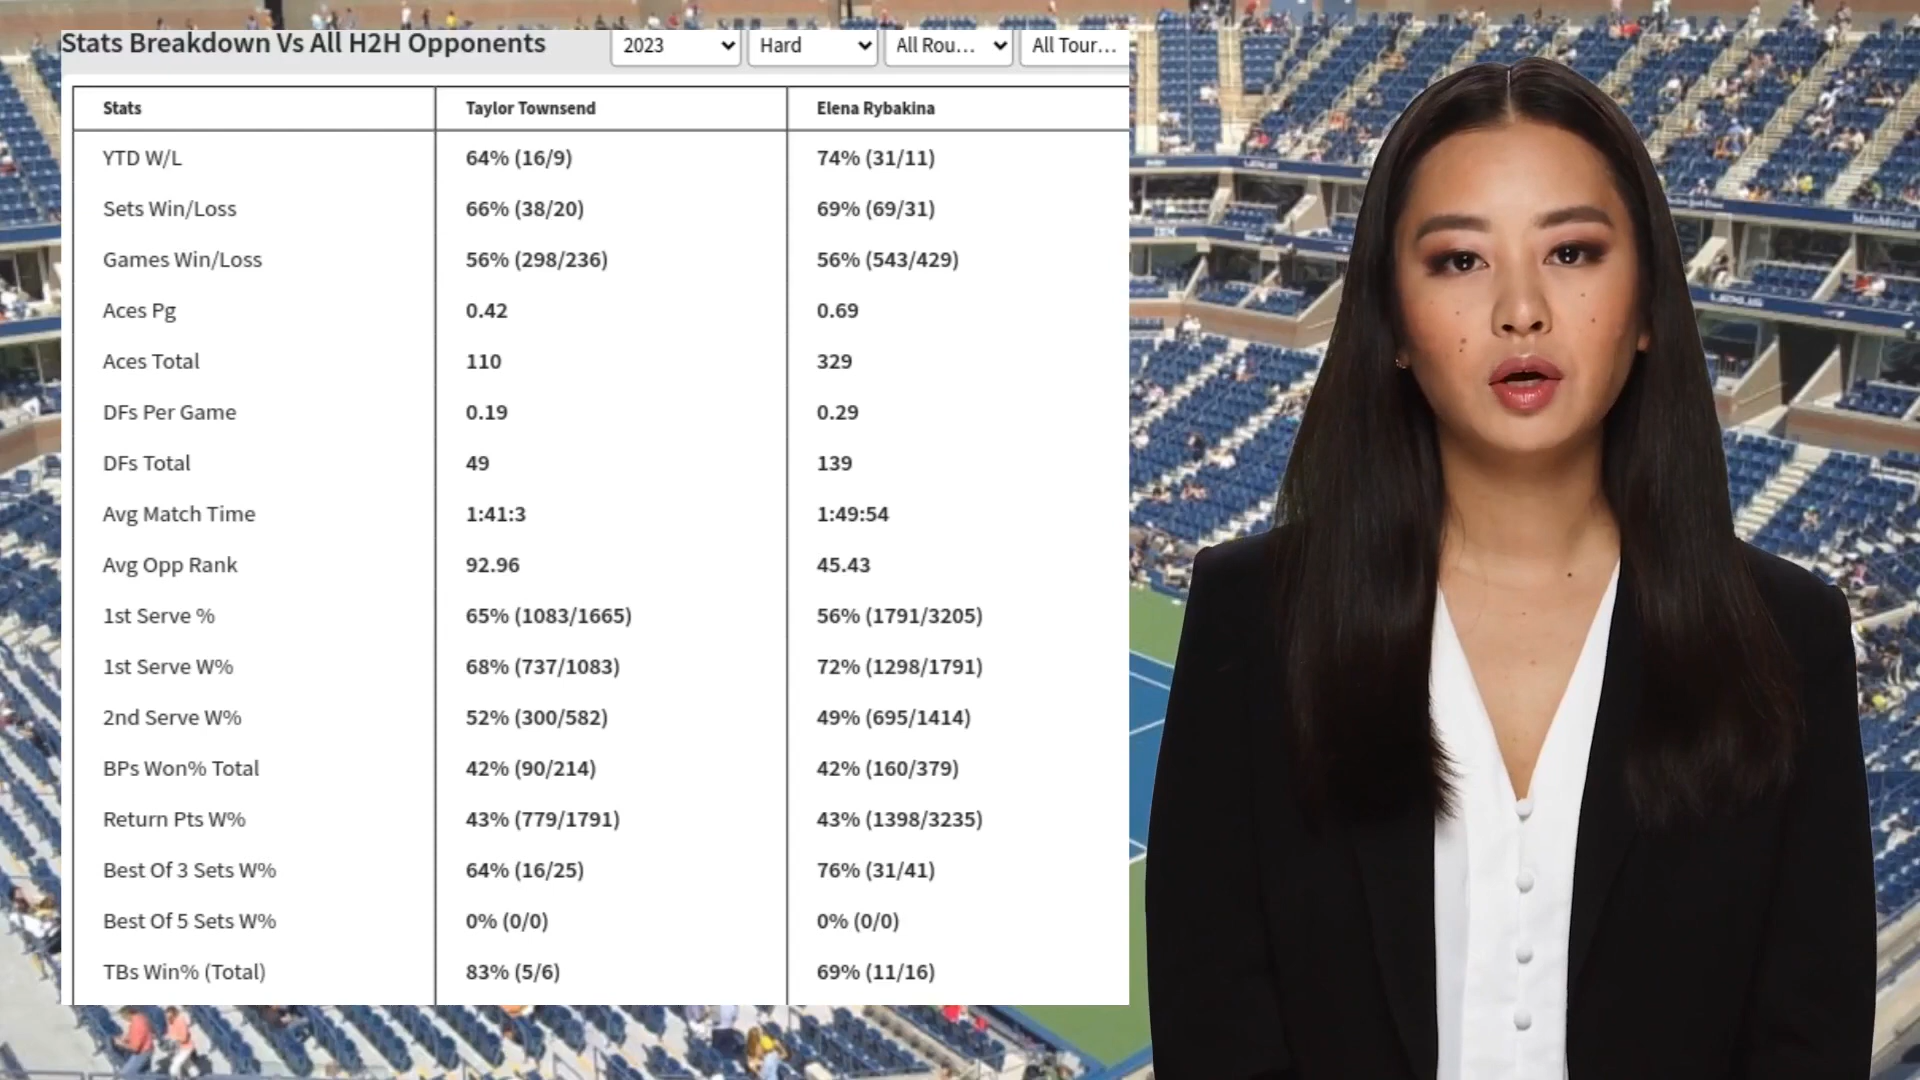 Stats Breakdown Vs All H2H Opponents 2023 Hard All Rou... All Tour...
Stats Taylor Townsend Elena Rybakina
YTD W/L 64% (16/9) 74% (31/11)
Sets Win/Loss 66% (38/20) 69% (69/31)
Games Win/Loss 56% (298/236) 56% (543/429)
Aces Pg 0.42 0.69
Aces Total 110 329
DFs Per Game 0.19 0.29
DFs Total 49 139
Avg Match Time 1:41:3 1:49:54
Avg Opp Rank 92.96 45.43
1st Serve % 65% (1083/1665) 56% (1791/3205)
1st Serve W% 68% (737/1083) 72% (1298/1791)
2nd Serve W% 52% (300/582) 49% (695/1414)
BPs Won% Total 42% (90/214) 42% (160/379)
Return Pts W% 43% (779/1791) 43% (1398/3235)
Best Of 3 Sets W% 64% (16/25) 76% (31/41)
Best Of 5 Sets W% 0% (0/0) 0% (0/0)
TBs Win% (Total) 83% (5/6) 69% (11/16)
IBM
LEXUS
MassMutual